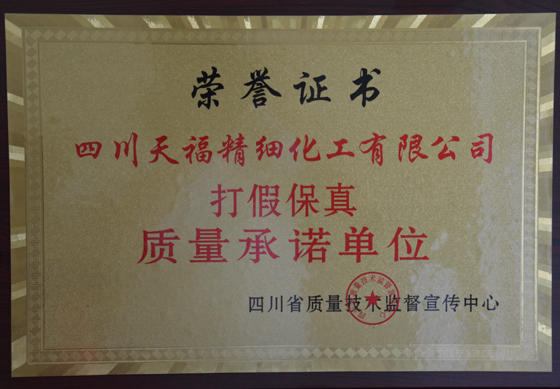 荣誉证书
四川天福精细化工有限公司
打假保真
质量承诺单位
四川省质量技术监督宣传中心